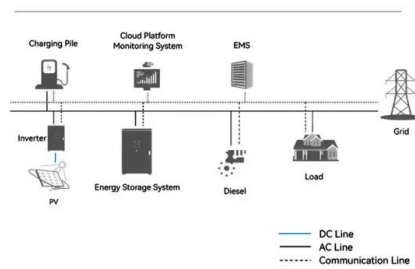 Charging Pile
Cloud Platform
Monitoring System
EMS
Grid
Inverter
PV
Energy Storage System
Diesel
Load
DC Line
AC Line
Communication Line